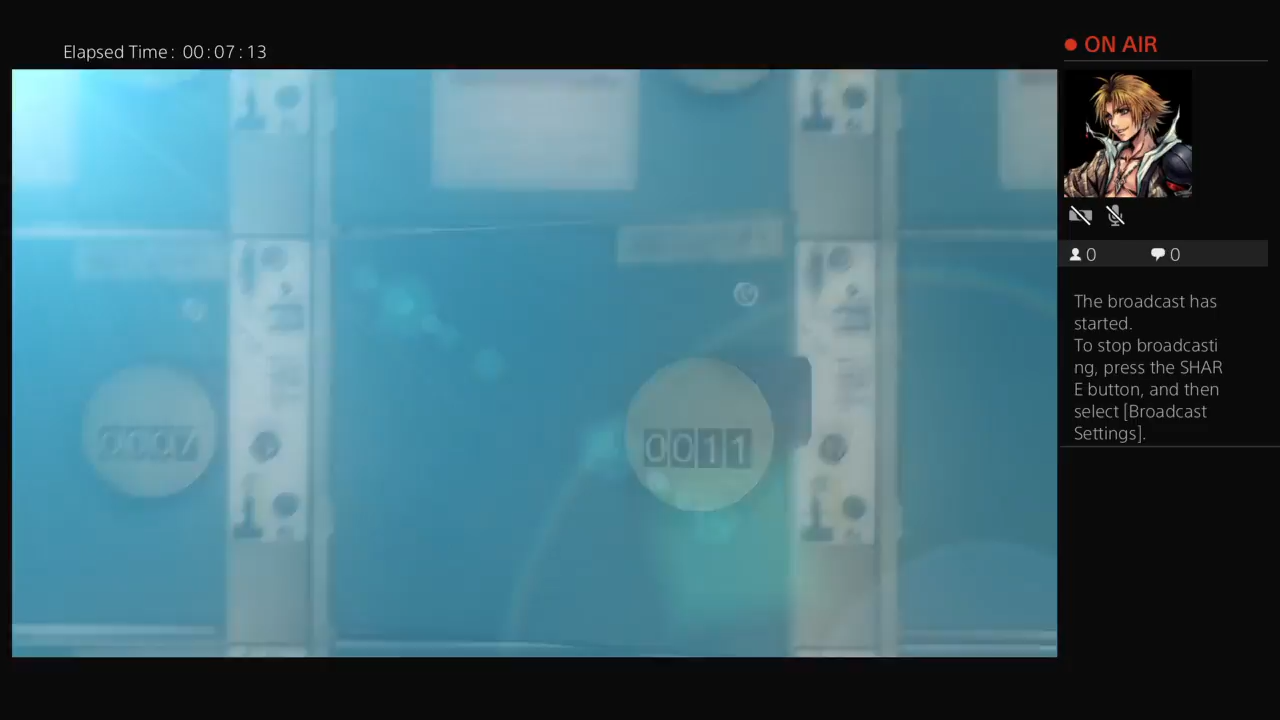 Elapsed Time: 00:07:13
ON AIR
0 0
The broadcast has
started.
To stop broadcasti
ng, press the SHAR
E button, and then
select [Broadcast
Settings].
0007
0011